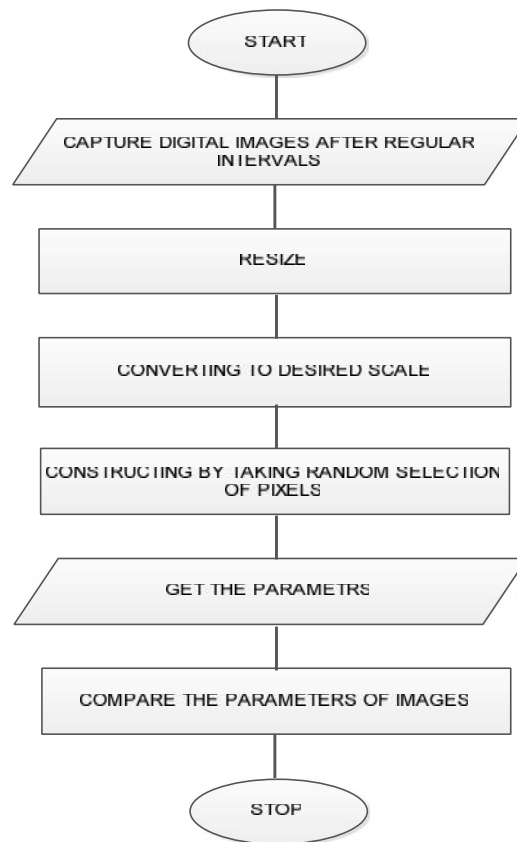 START
CAPTURE DIGITAL IMAGES AFTER REGULAR
INTERVALS
RESIZE
CONVERTING TO DESIRED SCALE
CONSTRUCTING BY TAKING RANDOM SELECTION
OF PIXELS
GET THE PARAMETRS
COMPARE THE PARAMETERS OF IMAGES
STOP